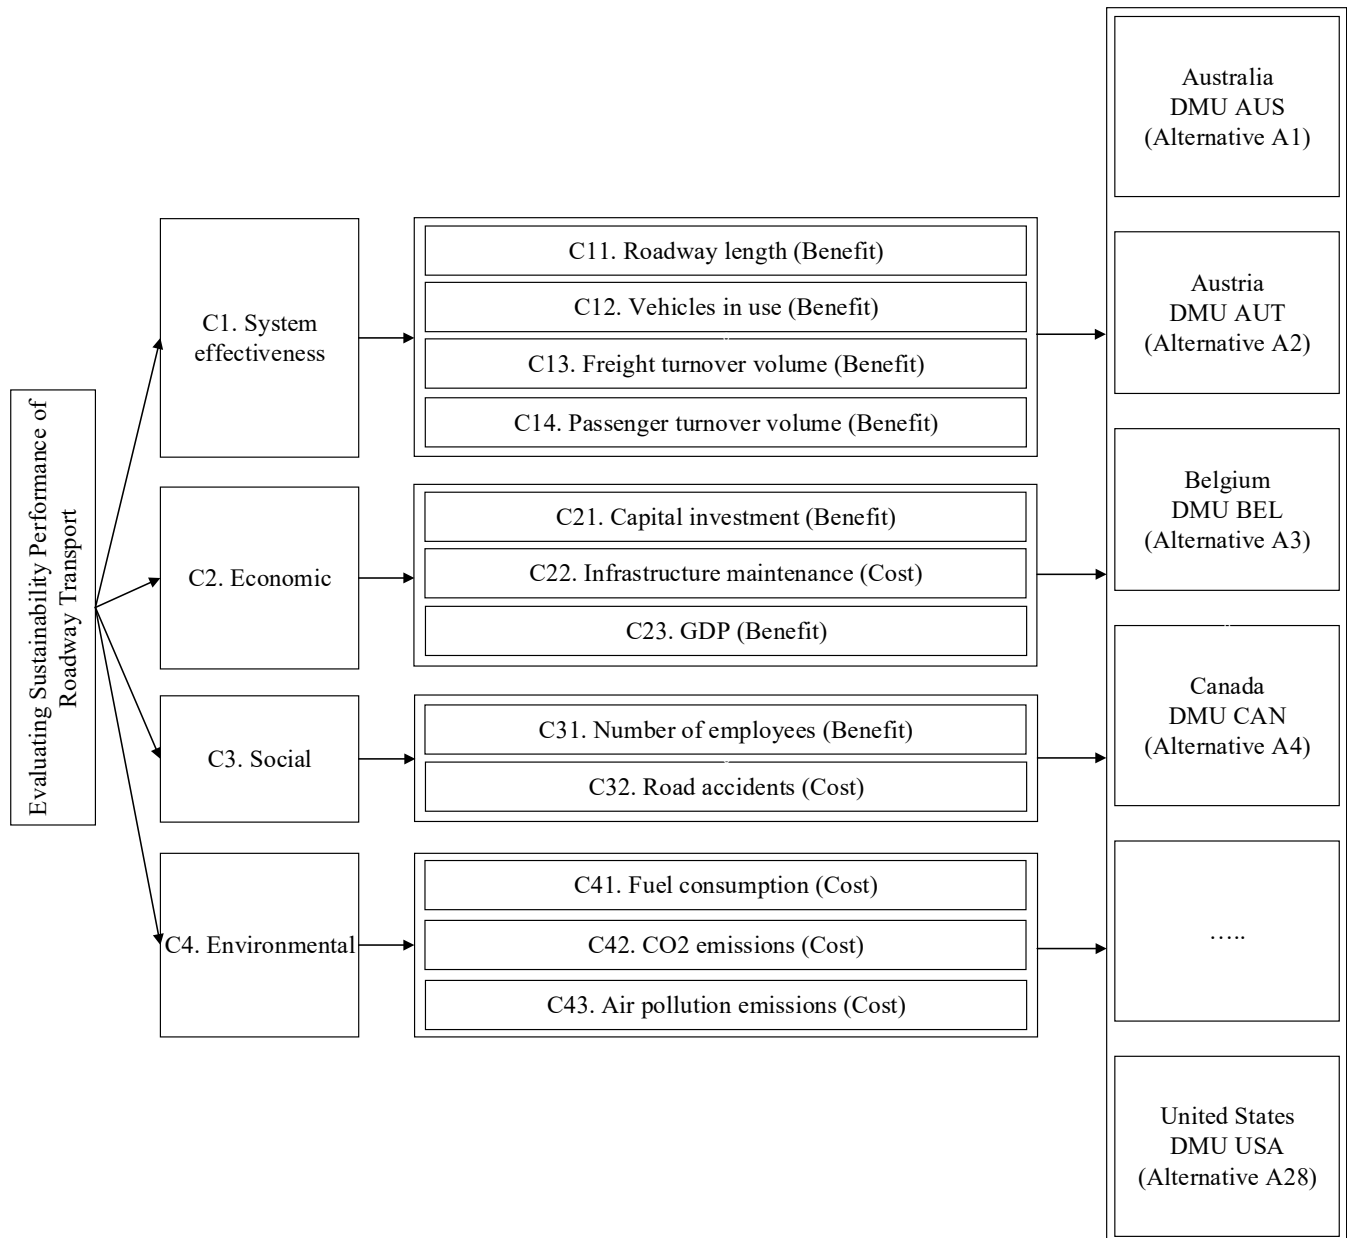 Evaluating Sustainability Performance of
Roadway Transport
C1. System
effectiveness
C11. Roadway length (Benefit)
C12. Vehicles in use (Benefit)
C13. Freight turnover volume (Benefit)
C14. Passenger turnover volume (Benefit)
C2. Economic
C21. Capital investment (Benefit)
C22. Infrastructure maintenance (Cost)
C23. GDP (Benefit)
C3. Social
C31. Number of employees (Benefit)
C32. Road accidents (Cost)
C4. Environmental
C41. Fuel consumption (Cost)
C42. CO2 emissions (Cost)
C43. Air pollution emissions (Cost)
Australia
DMU AUS
(Alternative A1)
Austria
DMU AUT
(Alternative A2)
Belgium
DMU BEL
(Alternative A3)
Canada
DMU CAN
(Alternative A4)
…..
United States
DMU USA
(Alternative A28)